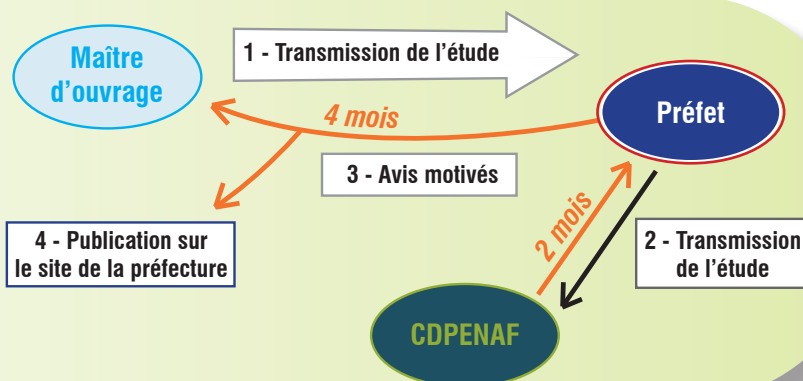 Maître
d'ouvrage
1 - Transmission de l'étude
Préfet
4 mois
3 - Avis motivés
4 - Publication sur
le site de la préfecture
2 mois
2 - Transmission
de l'étude
CDPENAF